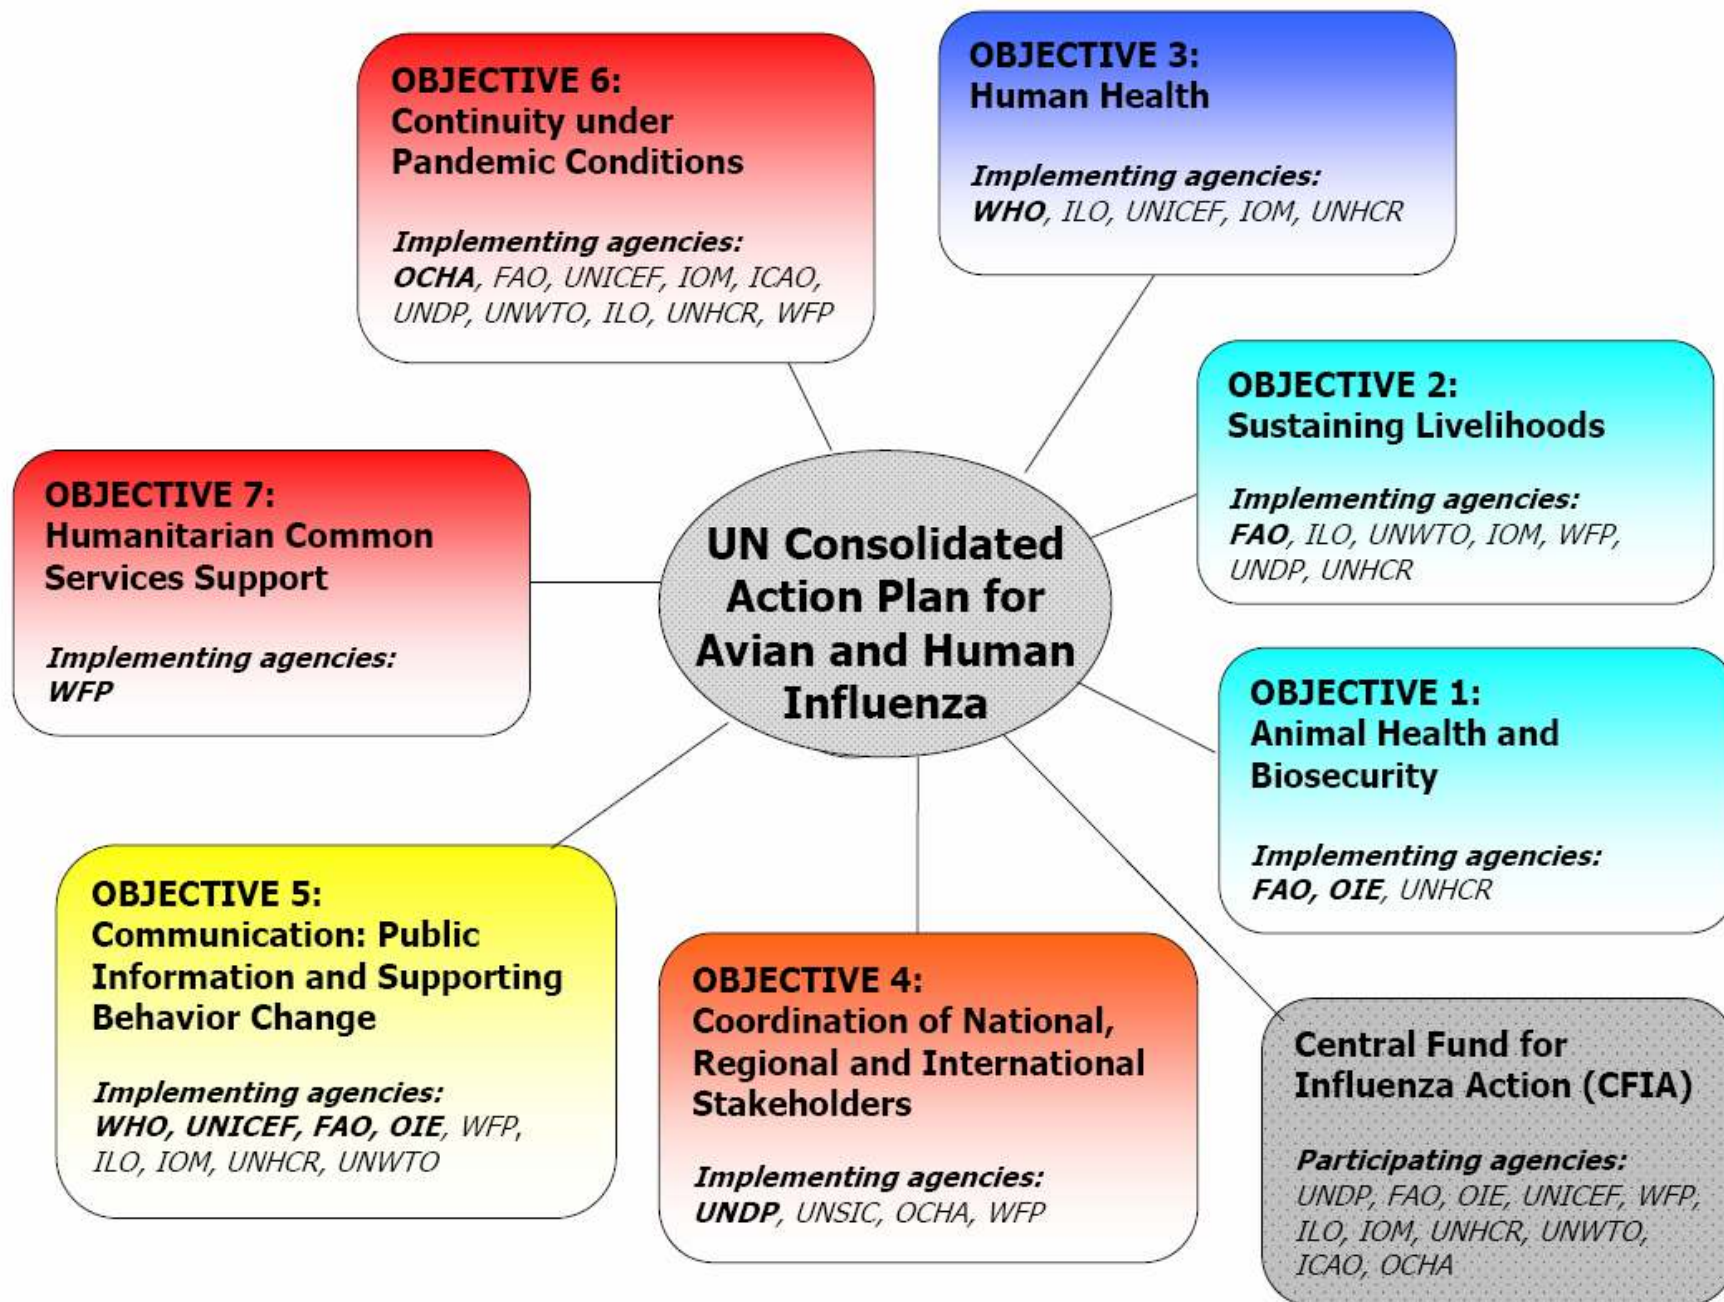 OBJECTIVE 6:
Continuity under
Pandemic Conditions
Implementing agencies:
OCHA, FAO, UNICEF, IOM, ICAO,
UNDP, UNWTO, ILO, UNHCR, WFP
OBJECTIVE 3:
Human Health
Implementing agencies:
WHO, ILO, UNICEF, IOM, UNHCR
OBJECTIVE 2:
Sustaining Livelihoods
Implementing agencies:
FAO, ILO, UNWTO, IOM, WFP,
UNDP, UNHCR
OBJECTIVE 7:
Humanitarian Common
Services Support
Implementing agencies:
WFP
UN Consolidated
Action Plan for
Avian and Human
Influenza
OBJECTIVE 1:
Animal Health and
Biosecurity
Implementing agencies:
FAO, OIE, UNHCR
OBJECTIVE 5:
Communication: Public
Information and Supporting
Behavior Change
Implementing agencies:
WHO, UNICEF, FAO, OIE, WFP,
ILO, IOM, UNHCR, UNWTO
OBJECTIVE 4:
Coordination of National,
Regional and International
Stakeholders
Implementing agencies:
UNDP, UNSIC, OCHA, WFP
Central Fund for
Influenza Action (CFIA)
Participating agencies:
UNDP, FAO, OIE, UNICEF, WFP,
ILO, IOM, UNHCR, UNWTO,
ICAO, OCHA